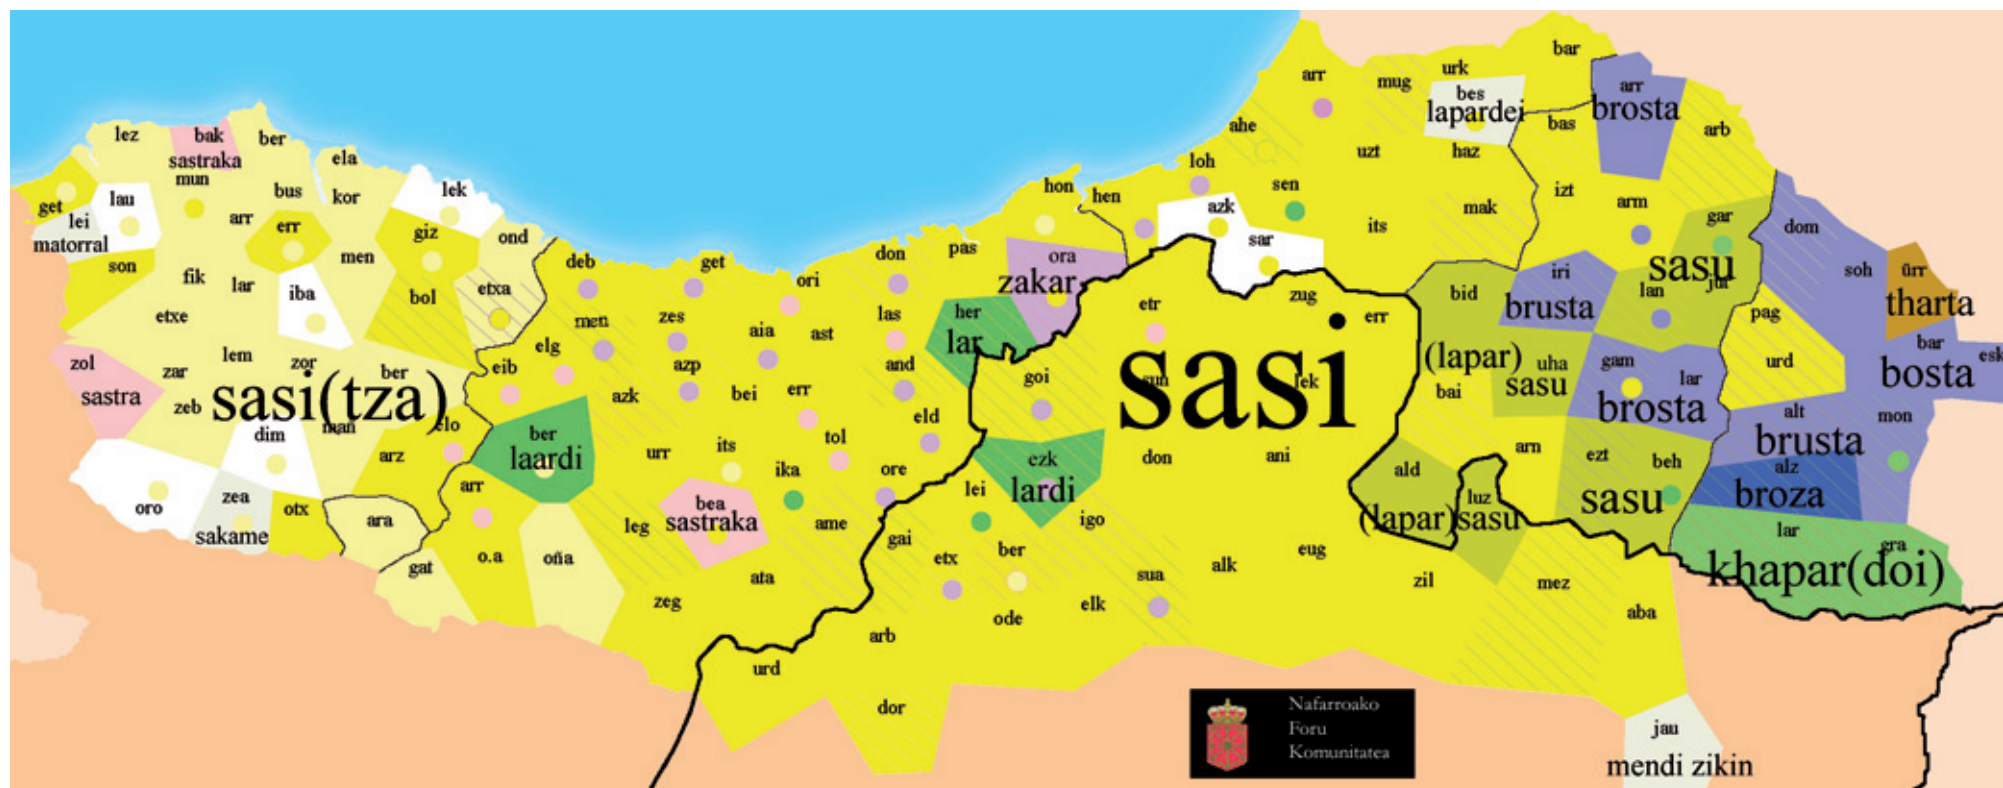 bar
urk
arr
mug
arr
bes
brosta
lapardei
bas
arb
ahe
lez
bak
ber
sastraka
ela
uzt
haz
loh
mun
bus
kor
lek
hon
hen
sen
izt
arm
lau
get
lei
arr
err
azk
mak
gar
dom
matorral
giz
ond
its
sar
son
fik
lar
men
deb
get
don
pas
ora
zakar
iri
sasu
soh
ürr
iba
bol
etxa
ori
zug
bid
brusta
lan
jut
tharta
etxe
men
zes
las
her
etr
err
pag
aia
ast
lar
elg
bar
esk
zol
lem
zor
zar
ber
eib
azp
and
goi
sun
lek
(lapar)
uha
gam
urd
bosta
sastra
zeb
sasi(tza)
azk
bei
err
sasi
bai
sasu
lar
brosta
dim
man
elo
ber
eld
alt
mon
brusta
arz
laardi
urr
its
tol
ezk
don
ani
arn
ezt
beh
ika
ore
ald
alz
arr
lei
lardi
luz
broza
oro
zea
otx
ara
bea
sasu
sakame
leg
sastraka
ame
igo
(lapar)
sasu
lar
gai
gra
gat
o.a
oña
etx
ber
eug
khapar(doi)
ata
sua
alk
zil
mez
zeg
ode
elk
aba
arb
urd
dor
Nafarroako
Foru
Komunitatea
jau
mendi zikin